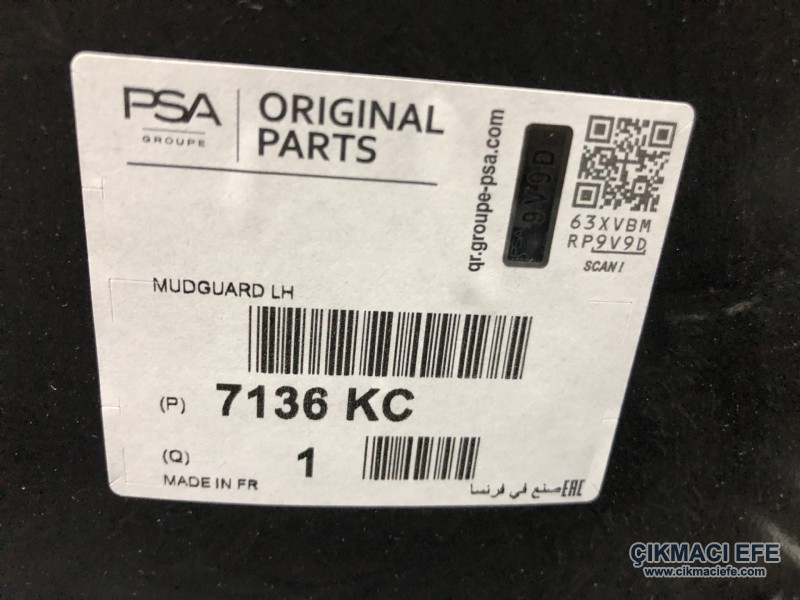 PSA
GROUPE
ORIGINAL
PARTS
qr.groupe-psa.com
9V9D
63XVBM
RP9V9D
SCAN!
MUDGUARD LH
(P) 7136 KC
(Q) 1
MADE IN FR
صنع في فرنسا EAC
ÇIKMACI EFE
www.cikmaciefe.com